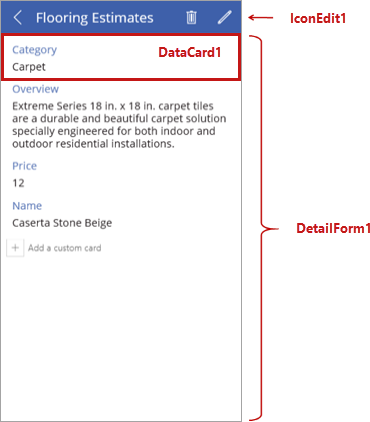 Flooring Estimates
IconEdit1
Category
DataCard1
Carpet
Overview
Extreme Series 18 in. x 18 in. carpet tiles
are a durable and beautiful carpet solution
specially engineered for both indoor and
outdoor residential installations.
Price
12
Name
Caserta Stone Beige
DetailForm1
Add a custom card